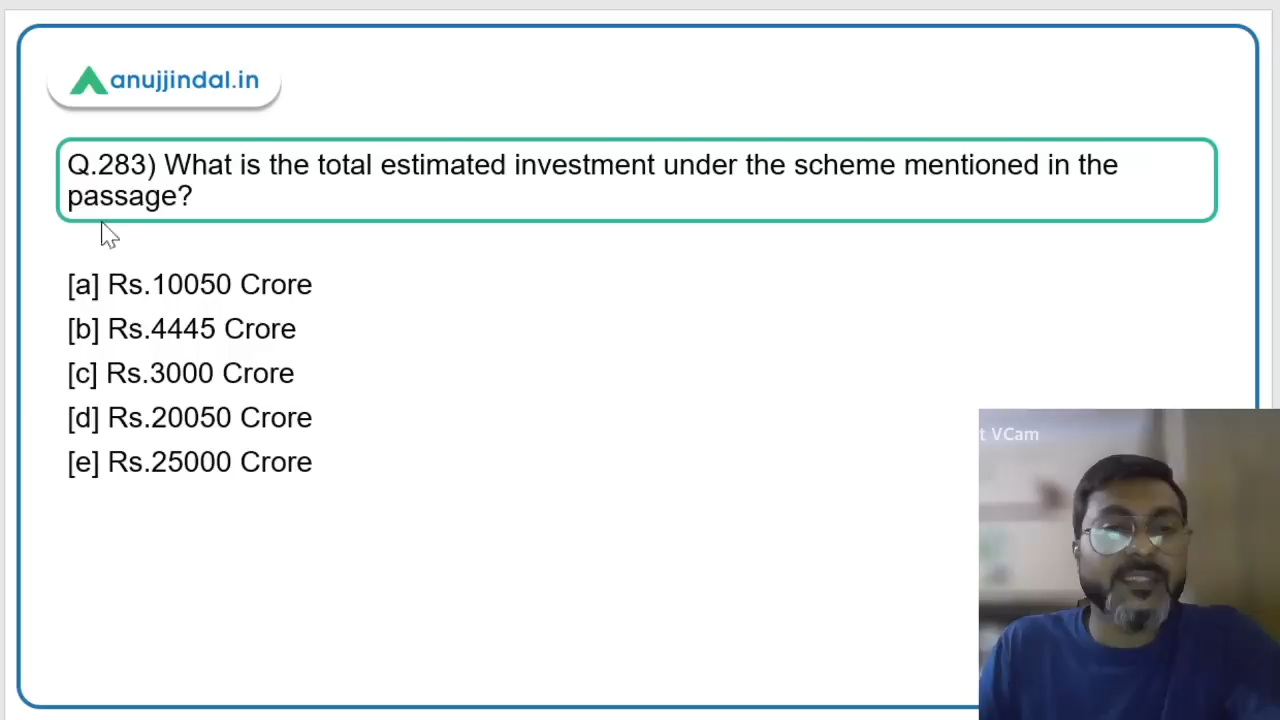 anujjindal.in
Q.283) What is the total estimated investment under the scheme mentioned in the
passage?
[a] Rs.10050 Crore
[b] Rs.4445 Crore
[c] Rs.3000 Crore
[d] Rs.20050 Crore
[e] Rs.25000 Crore
t VCam